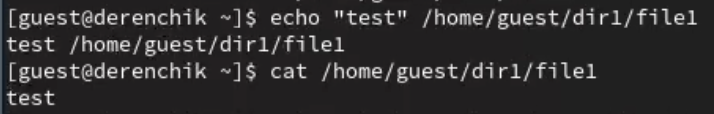 [guest@derenchik ~]$ echo "test" /home/guest/dir1/file1
test /home/guest/dir1/file1
[guest@derenchik ~]$ cat /home/guest/dir1/file1
test